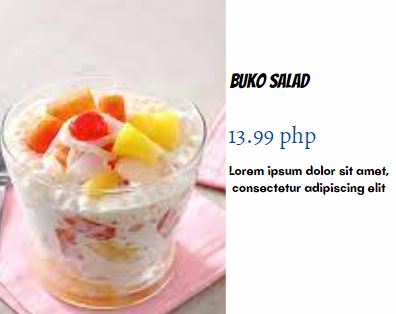 BUKO SALAD
13.99 php
Lorem ipsum dolor sit amet,
consectetur adipiscing elit